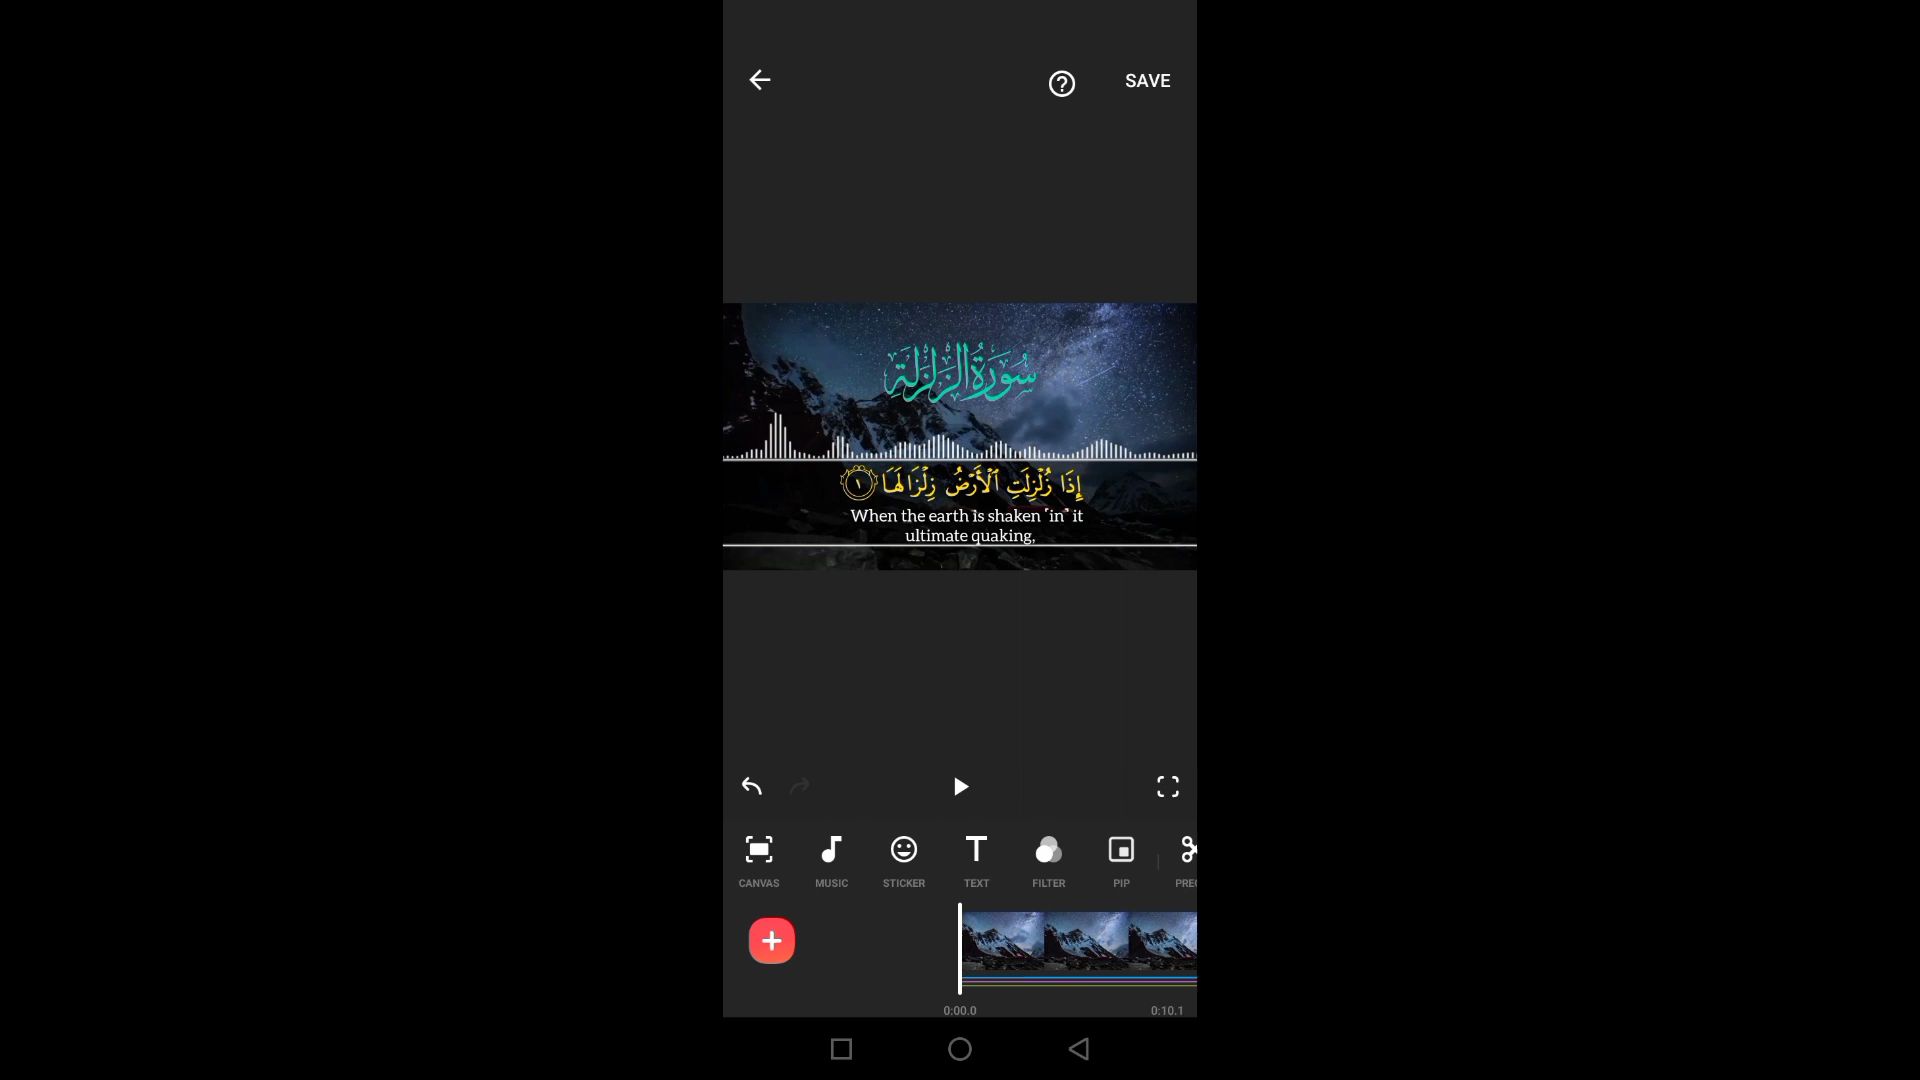 SAVE
سُورَةُ الزَّلْزَلَةِ
إِذَا زُلْزِلَتِ ٱلْأَرْضُ زِلْزَالَهَا ١
When the earth is shaken ˹in˺ it
ultimate quaking,
CANVAS MUSIC STICKER TEXT FILTER PIP PREC
0:00.0 0:10.1